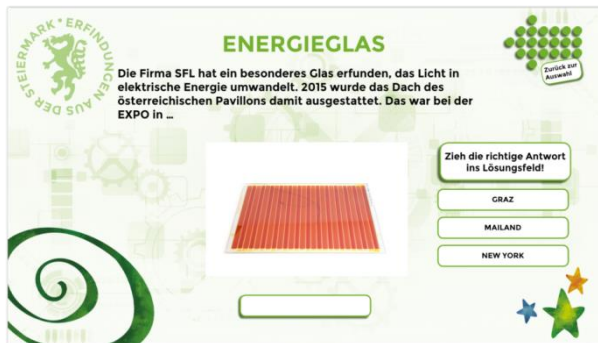 ERFINDUNGEN AUS DER STEIERMARK *
ENERGIEGLAS
Zurück zur
Auswahl
Die Firma SFL hat ein besonderes Glas erfunden, das Licht in
elektrische Energie umwandelt. 2015 wurde das Dach des
österreichischen Pavillons damit ausgestattet. Das war bei der
EXPO in ...
Zieh die richtige Antwort
ins Lösungsfeld!
GRAZ
MAILAND
NEW YORK